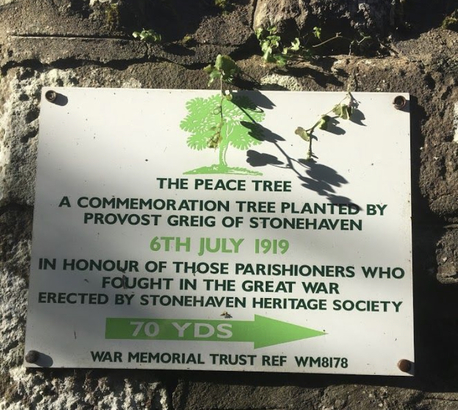 THE PEACE TREE
A COMMEMORATION TREE PLANTED BY
PROVOST GREIG OF STONEHAVEN
6TH JULY 1919
IN HONOUR OF THOSE PARISHIONERS WHO
FOUGHT IN THE GREAT WAR
ERECTED BY STONEHAVEN HERITAGE SOCIETY
70 YDS
WAR MEMORIAL TRUST REF WM8178